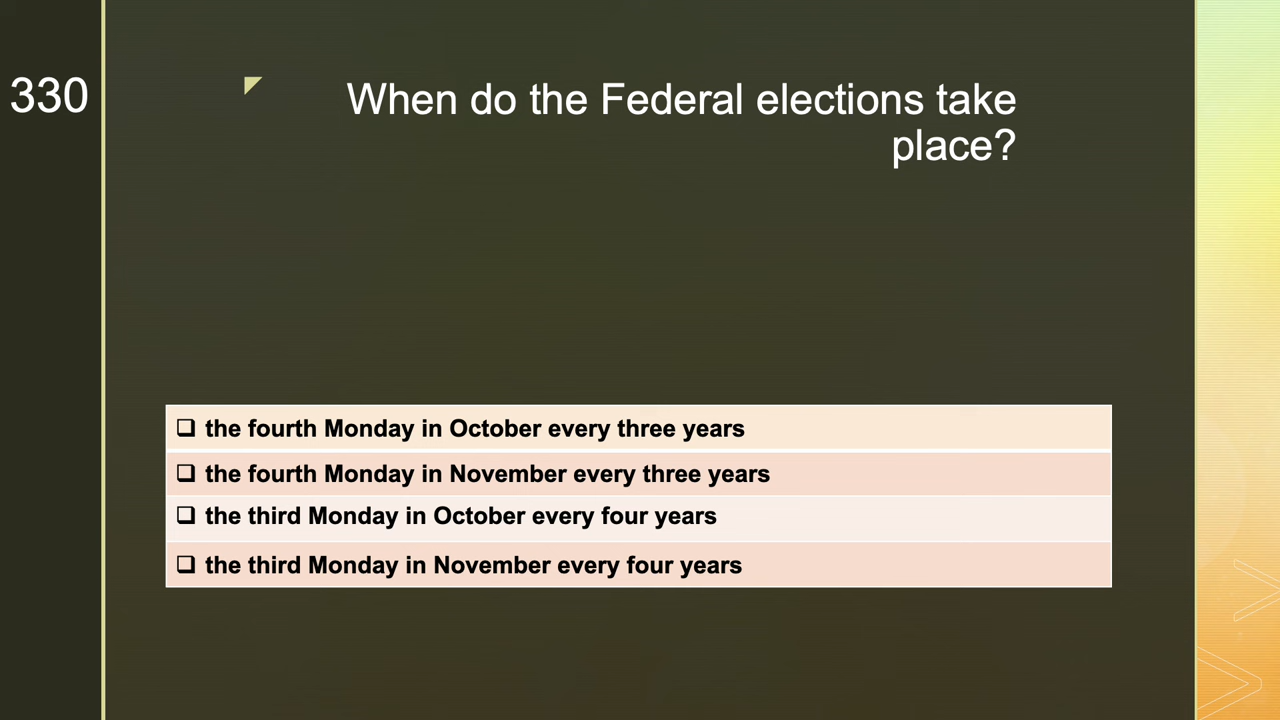 330
When do the Federal elections take
place?
❑ the fourth Monday in October every three years
❑ the fourth Monday in November every three years
❑ the third Monday in October every four years
❑ the third Monday in November every four years